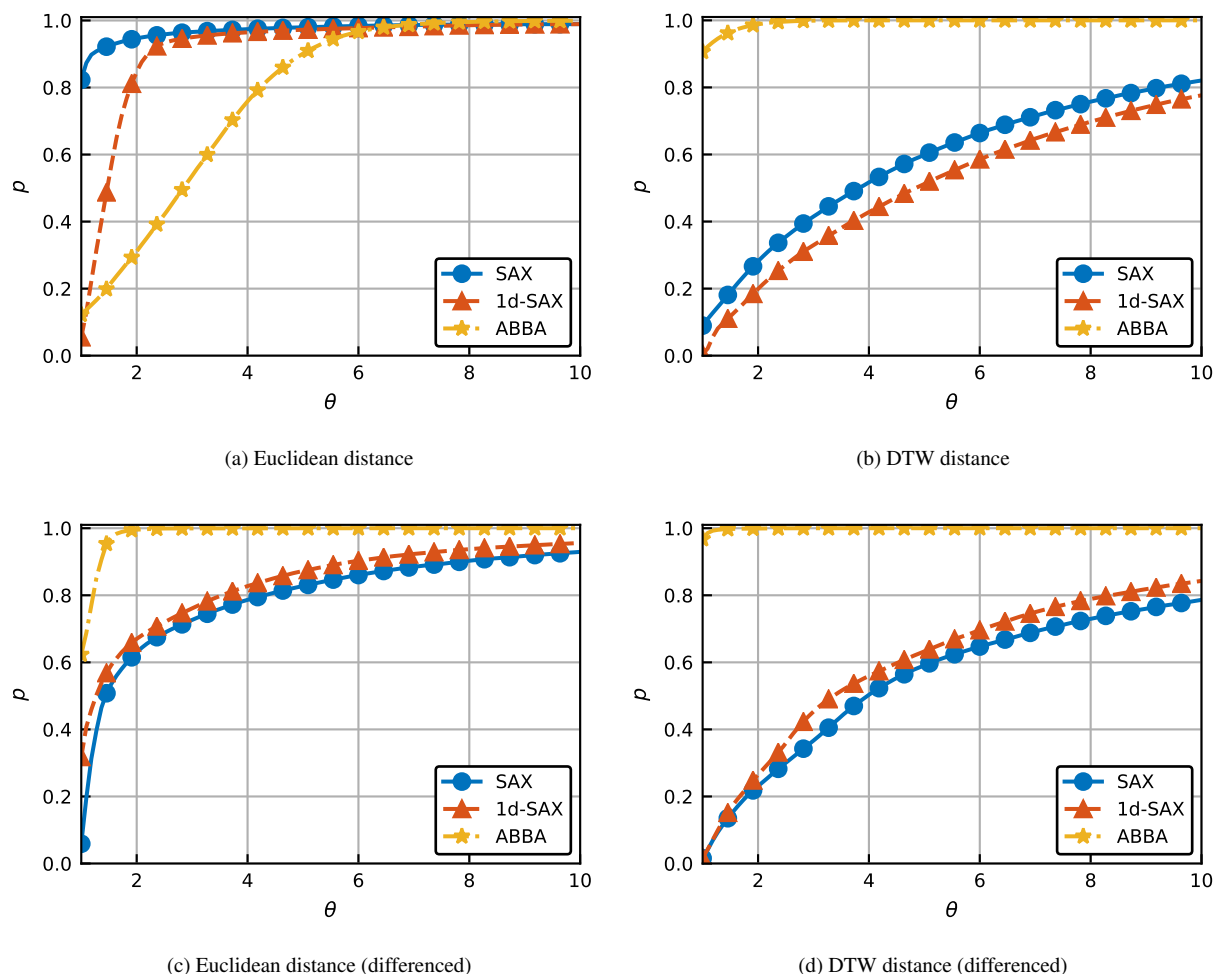 1.0
0.8
0.6
0.4
0.2
0.0
p
2 4 6 8 10
θ
SAX
1d-SAX
ABBA
(a) Euclidean distance
1.0
0.8
0.6
0.4
0.2
0.0
p
2 4 6 8 10
θ
SAX
1d-SAX
ABBA
(b) DTW distance
1.0
0.8
0.6
0.4
0.2
0.0
p
2 4 6 8 10
θ
SAX
1d-SAX
ABBA
(c) Euclidean distance (differenced)
1.0
0.8
0.6
0.4
0.2
0.0
p
2 4 6 8 10
θ
SAX
1d-SAX
ABBA
(d) DTW distance (differenced)